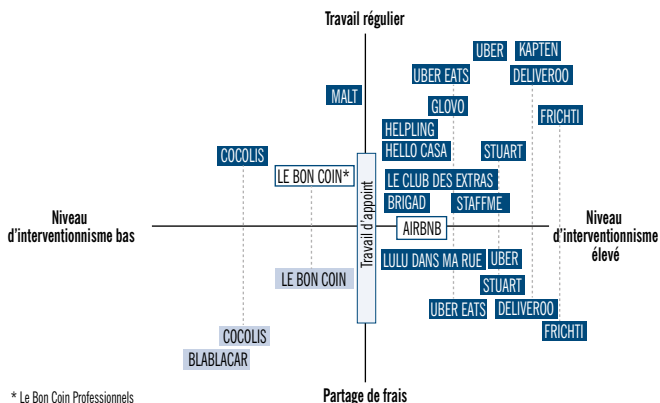 Travail régulier
UBER
KAPTEN
UBER EATS
DELIVEROO
MALT
GLOVO
FRICHTI
HELPLING
HELLO CASA
STUART
COCOLIS
LE BON COIN*
LE CLUB DES EXTRAS
BRIGAD
STAFFME
Travail d'appoint
Niveau
d'interventionnisme bas
AIRBNB
Niveau
d'interventionnisme
élevé
LULU DANS MA RUE
UBER
LE BON COIN
STUART
UBER EATS
DELIVEROO
FRICHTI
COCOLIS
BLABLACAR
* Le Bon Coin Professionnels
Partage de frais